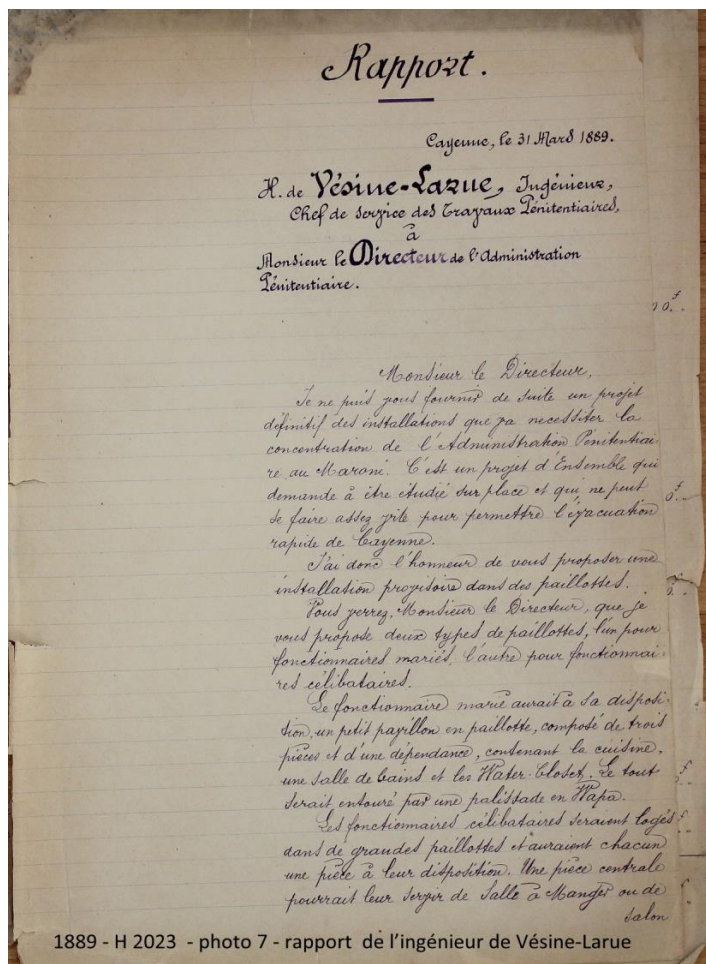 Rapport.
Cayenne, le 31 Mars 1889.
H. de Vésine-Larue, Ingénieur,
Chef de service des Travaux Pénitentiaires,
à
Monsieur le Directeur de l'Administration
Pénitentiaire.
Monsieur le Directeur,
Je ne puis vous fournir de suite un projet
définitif des installations que va necessiter la
concentration de l'Administration Pénitentiai
re au Maroni. C'est un projet d'Ensemble qui
demande à être étudié sur place et qui ne peut
se faire assez vite pour permettre l'évacuation
rapide de Cayenne.
J'ai donc l'honneur de vous proposer une
installation provisoire dans des paillottes.
Vous verrez, Monsieur le Directeur, que je
vous propose deux types de paillottes, l'un pour
fonctionnaires mariés, l'autre pour fonctionnai-
res célibataires.
Le fonctionnaire marié aurait à sa disposi-
tion, un petit pavillon en paillotte, composé de trois
pièces et d'une dépendance, contenant la cuisine,
une salle de bains et les Water-Closet. Le tout
serait entouré par une palissade en Wapa.
Les fonctionnaires célibataires seraient logés
dans de grandes paillottes et auraient chacun
une pièce à leur disposition. Une pièce centrale
pourrait leur servir de Salle à Manger ou de
salon
1889 - H 2023 - photo 7 - rapport de l'ingénieur de Vésine-Larue